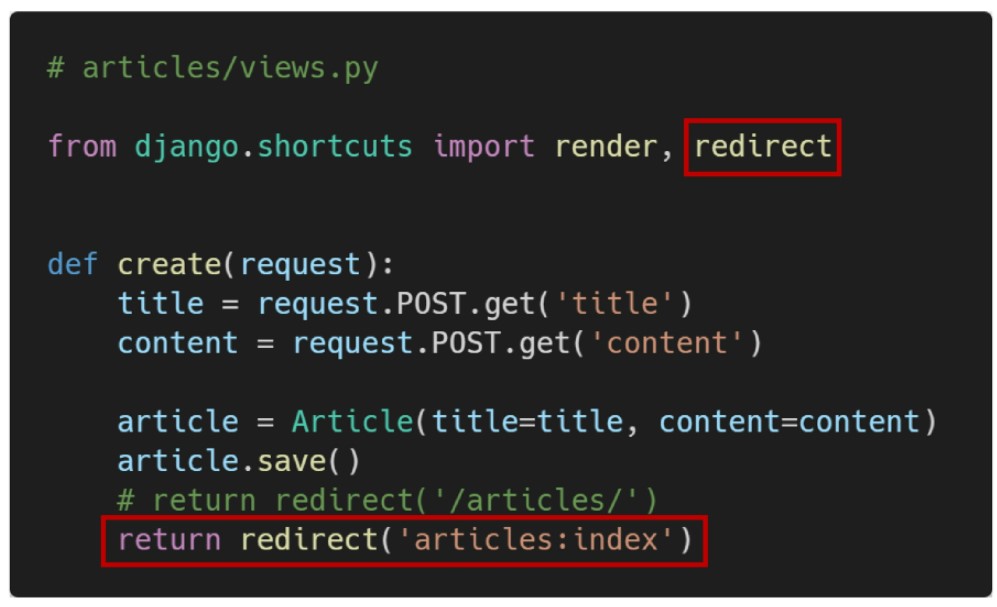 # articles/views.py
from django.shortcuts import render, redirect
def create(request):
    title = request.POST.get('title')
    content = request.POST.get('content')
    article = Article(title=title, content=content)
    article.save()
    # return redirect('/articles/')
    return redirect('articles:index')